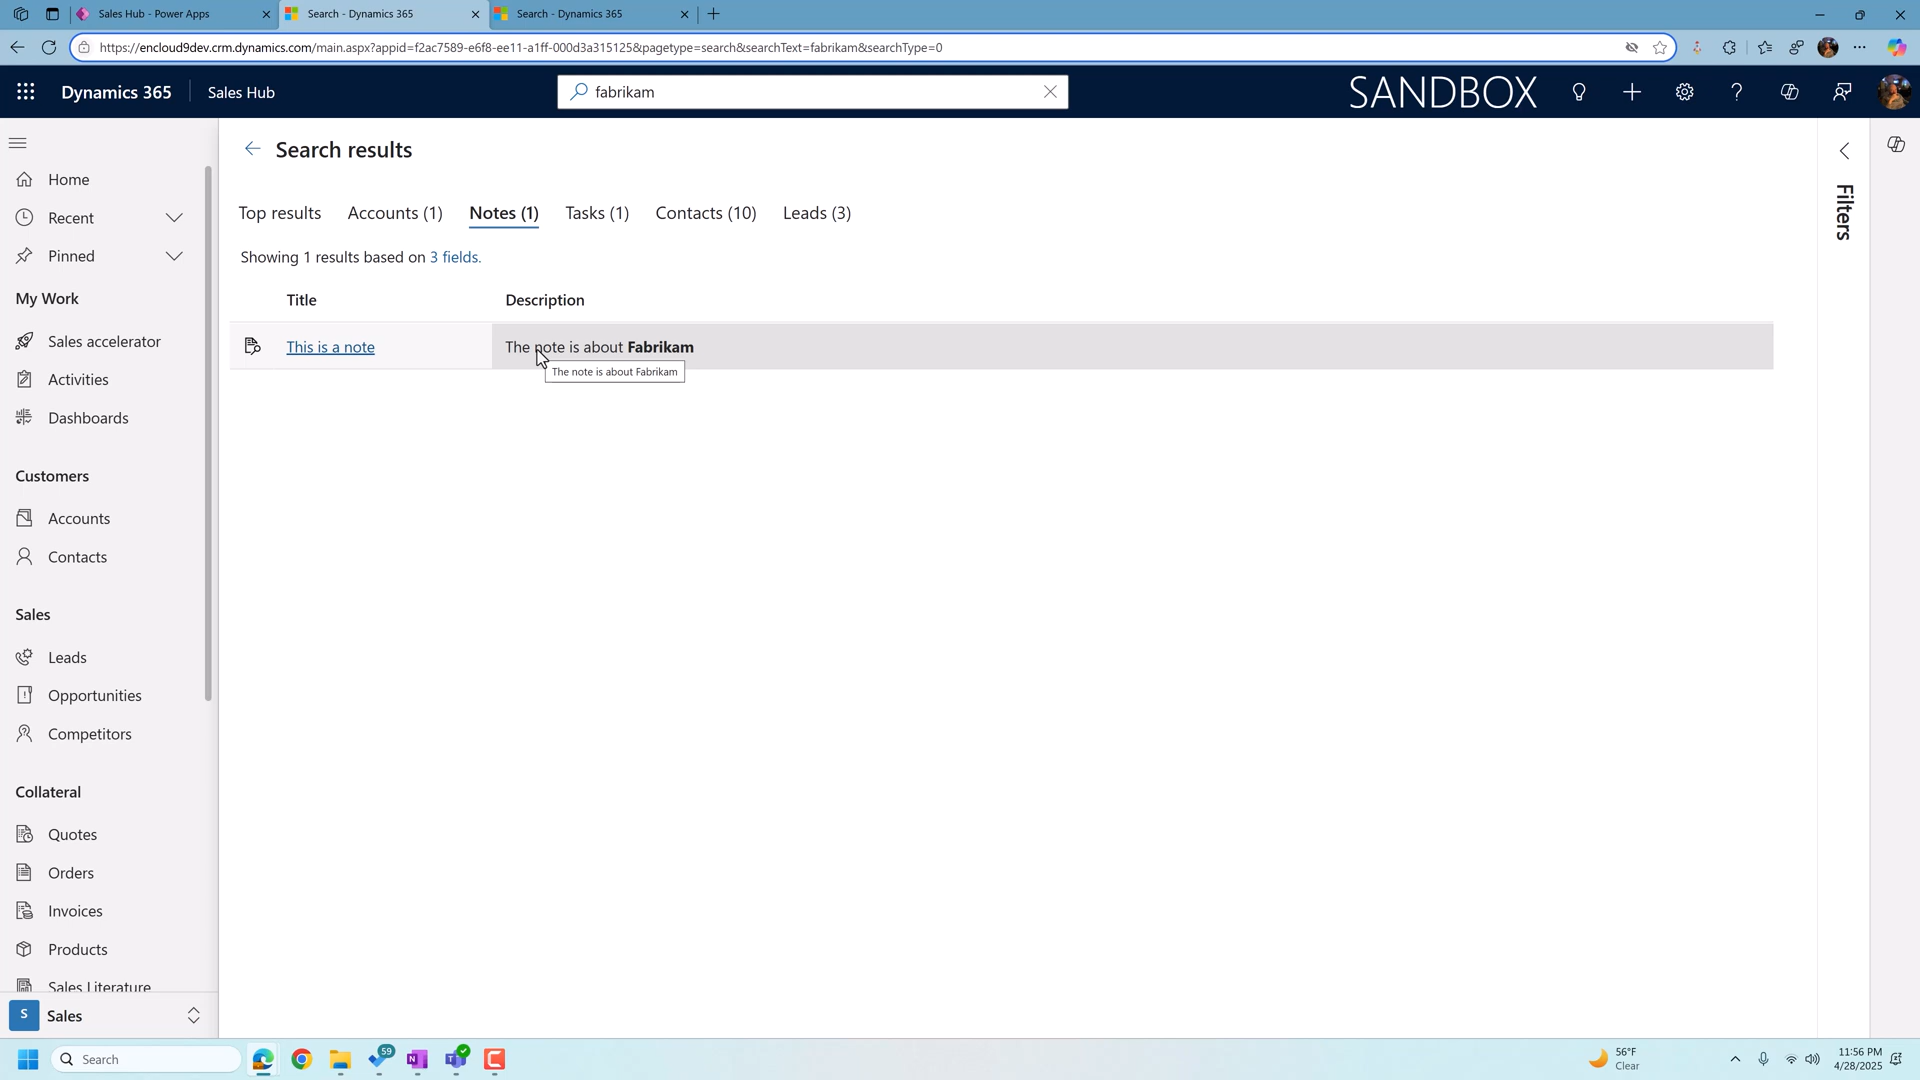 Sales Hub - Power Apps
Search - Dynamics 365
Search - Dynamics 365
https://encloud9dev.crm.dynamics.com/main.aspx?appid=f2ac7589-e6f8-ee11-a1ff-000d3a315125&pagetype=search&searchText=fabrikam&searchType=0
Dynamics 365
Sales Hub
fabrikam
SANDBOX
Home
Recent
Pinned
My Work
Sales accelerator
Activities
Dashboards
Customers
Accounts
Contacts
Sales
Leads
Opportunities
Competitors
Collateral
Quotes
Orders
Invoices
Products
Sales Literature
S
Sales
Search results
Top results
Accounts (1)
Notes (1)
Tasks (1)
Contacts (10)
Leads (3)
Showing 1 results based on 3 fields.
Title
Description
This is a note
The note is about Fabrikam
The note is about Fabrikam
Filters
Search
59
56°F
Clear
11:56 PM
4/28/2025